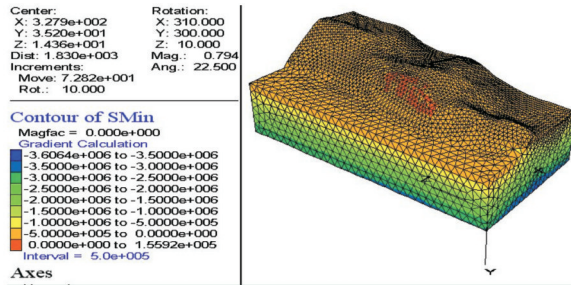 Center:
X: 3.279e+002
Y: 3.520e+001
Z: 1.436e+001
Dist: 1.830e+003
Increments:
Move: 7.282e+001
Rot.: 10.000
Rotation:
X: 310.000
Y: 300.000
Z: 10.000
Mag.: 0.794
Ang.: 22.500
Contour of SMin
Magfac = 0.000e+000
Gradient Calculation
-3.6064e+006 to -3.5000e+006
-3.5000e+006 to -3.0000e+006
-3.0000e+006 to -2.5000e+006
-2.5000e+006 to -2.0000e+006
-2.0000e+006 to -1.5000e+006
-1.5000e+006 to -1.0000e+006
-1.0000e+006 to -5.0000e+005
-5.0000e+005 to 0.0000e+000
0.0000e+000 to 1.5592e+005
Interval = 5.0e+005
Axes
Z
X
Y